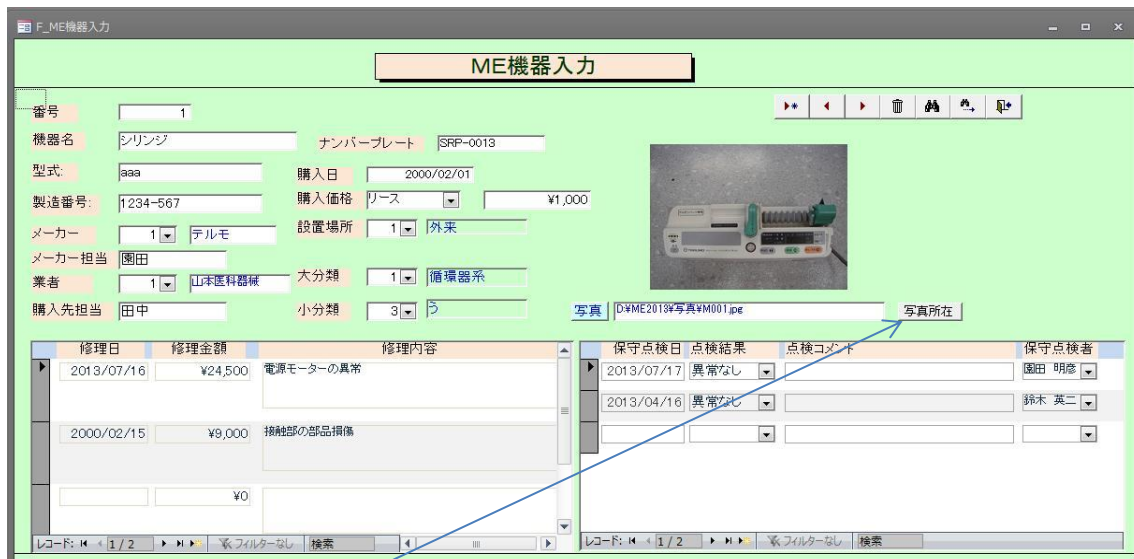 F_ME機器入力
ME機器入力
番号 1
機器名 シリンジ ナンバープレート SRP-0013
型式: aaa 購入日 2000/02/01
製造番号: 1234-567 購入価格 リース ¥1,000
メーカー 1 テルモ 設置場所 1 外来
メーカー担当 園田
業者 1 山本医科器械 大分類 1 循環器系
購入先担当 田中 小分類 3 う 写真 D:¥ME2013¥写真¥M001.jpg 写真所在
修理日 修理金額 修理内容
2013/07/16 ¥24,500 電源モーターの異常
2000/02/15 ¥9,000 接触部の部品損傷
¥0
レコード: 1 / 2 フィルターなし 検索
保守点検日 点検結果 点検コメント 保守点検者
2013/07/17 異常なし 園田 明彦
2013/04/16 異常なし 鈴木 英二
レコード: 1 / 2 フィルターなし 検索